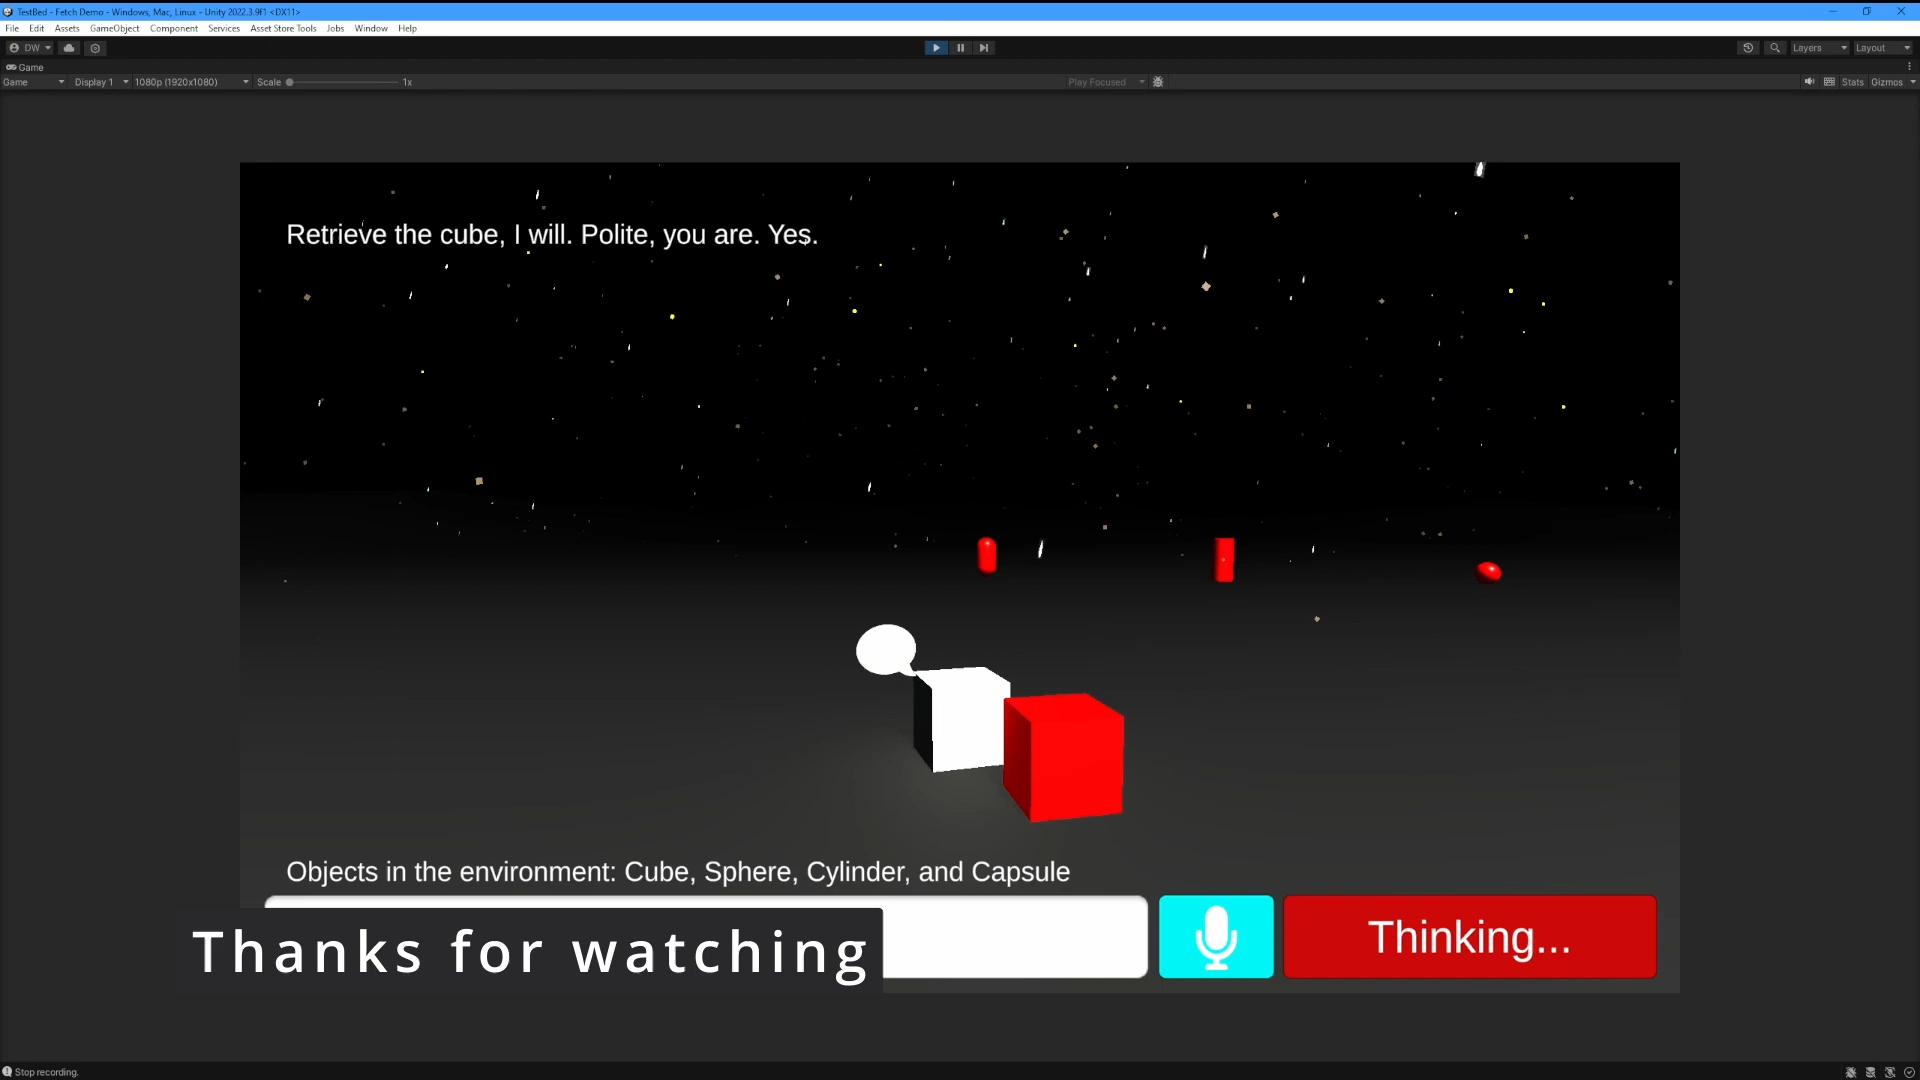 TestBed - Fetch Demo - Windows, Mac, Linux - Unity 2022.3.9f1 <DX11>
File Edit Assets GameObject Component Services Asset Store Tools Jobs Window Help
DW Layers Layout
Game
Game Display 1 1080p (1920x1080) Scale 1x Play Focused Stats Gizmos
Retrieve the cube, I will. Polite, you are. Yes.
Objects in the environment: Cube, Sphere, Cylinder, and Capsule
Thanks for watching
Thinking...
Stop recording.